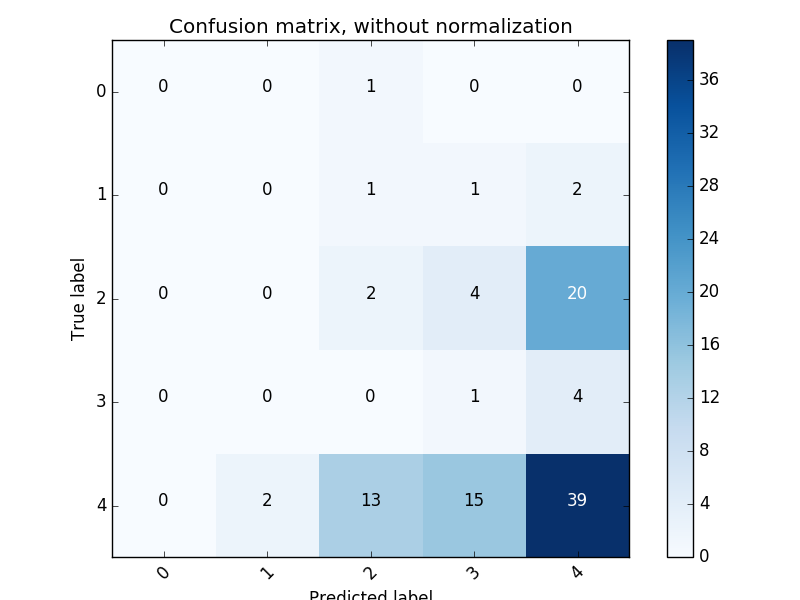 Confusion matrix, without normalization
0 0 0 1 0 0
1 0 0 1 1 2
2 0 0 2 4 20
3 0 0 0 1 4
4 0 2 13 15 39
0 1 2 3 4
True label
Predicted label
36
32
28
24
20
16
12
8
4
0